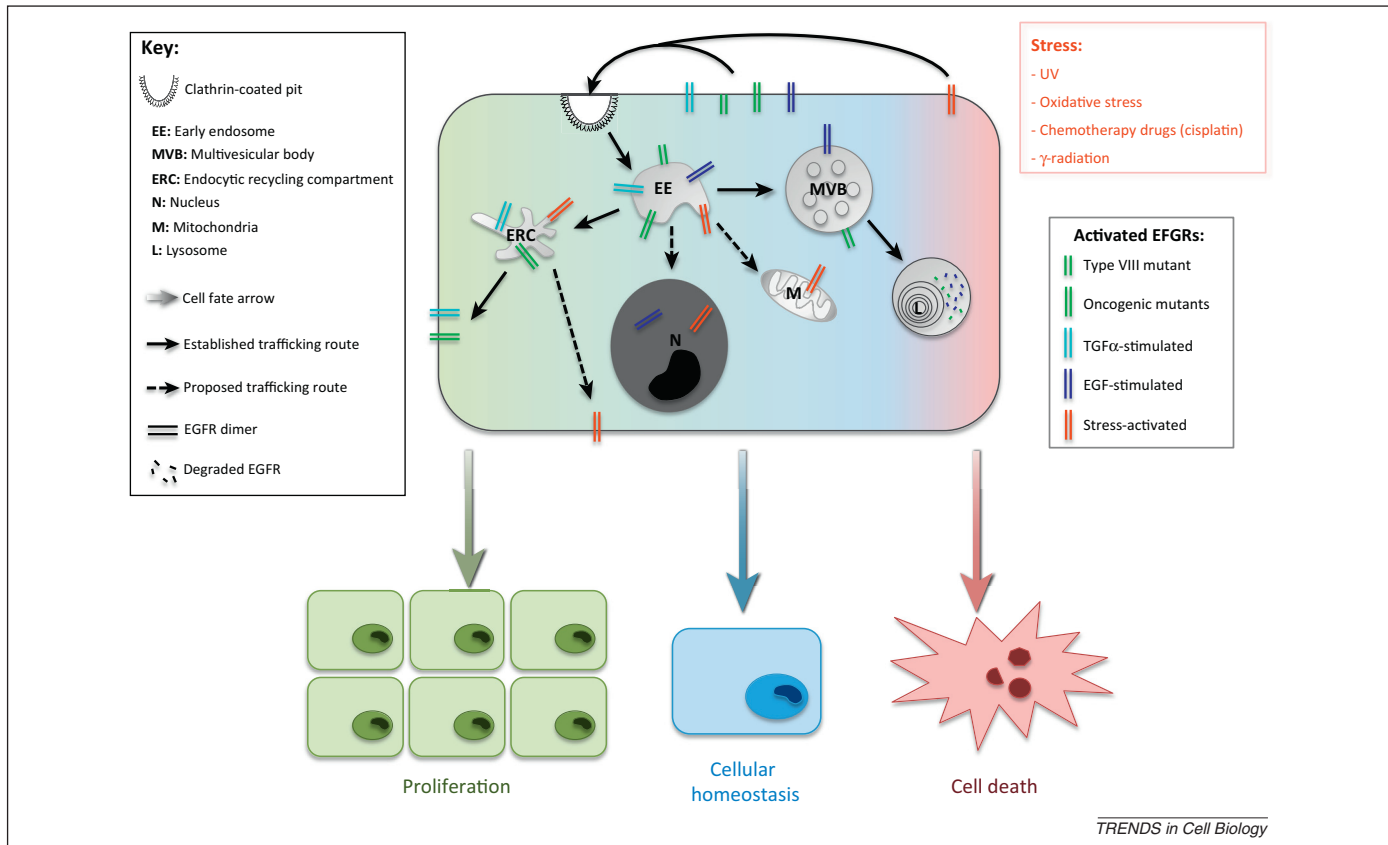 Key:
Clathrin-coated pit
EE: Early endosome
MVB: Multivesicular body
ERC: Endocytic recycling compartment
N: Nucleus
M: Mitochondria
L: Lysosome
Cell fate arrow
Established trafficking route
Proposed trafficking route
EGFR dimer
Degraded EGFR
EE
MVB
ERC
M
L
N
Stress:
- UV
- Oxidative stress
- Chemotherapy drugs (cisplatin)
- γ-radiation
Activated EFGRs:
Type VIII mutant
Oncogenic mutants
TGFα-stimulated
EGF-stimulated
Stress-activated
Proliferation
Cellular
homeostasis
Cell death
TRENDS in Cell Biology